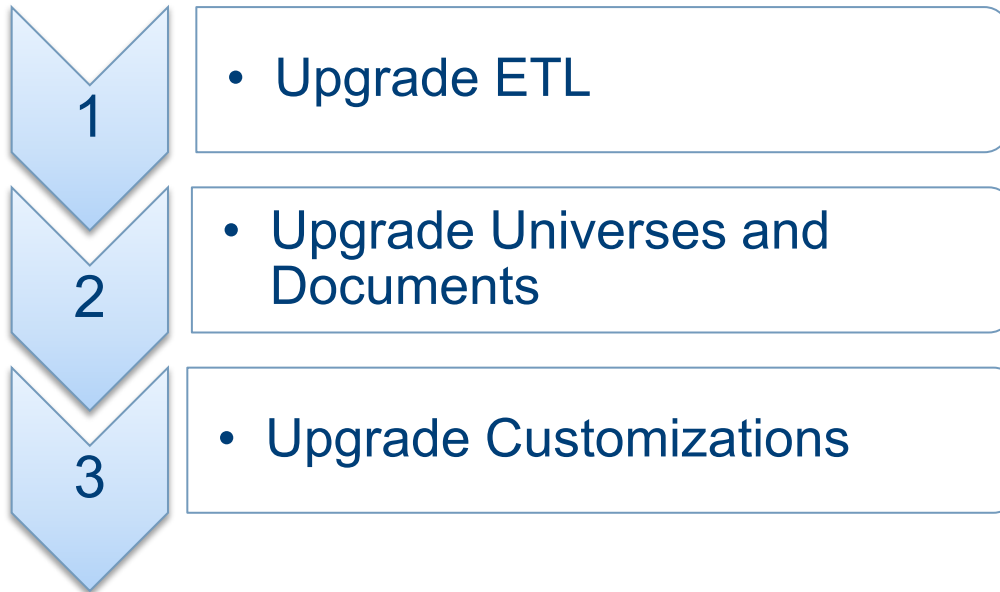 1
• Upgrade ETL
2
• Upgrade Universes and
Documents
3
• Upgrade Customizations